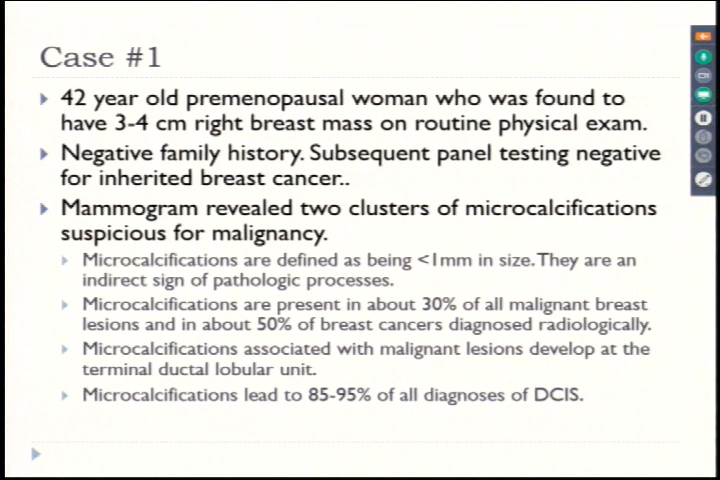 Case #1
42 year old premenopausal woman who was found to
have 3-4 cm right breast mass on routine physical exam.
Negative family history. Subsequent panel testing negative
for inherited breast cancer..
Mammogram revealed two clusters of microcalcifications
suspicious for malignancy.
Microcalcifications are defined as being <1mm in size. They are an
indirect sign of pathologic processes.
Microcalcifications are present in about 30% of all malignant breast
lesions and in about 50% of breast cancers diagnosed radiologically.
Microcalcifications associated with malignant lesions develop at the
terminal ductal lobular unit.
Microcalcifications lead to 85-95% of all diagnoses of DCIS.